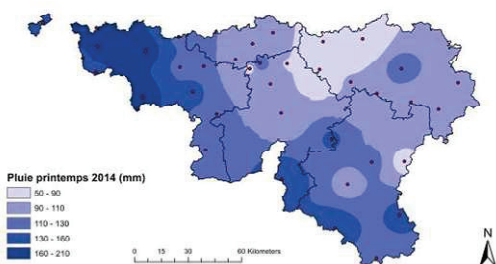 Pluie printemps 2014 (mm)
50 - 90
90 - 110
110 - 130
130 - 160
160 - 210
0 15 30 60 Kilometers
N